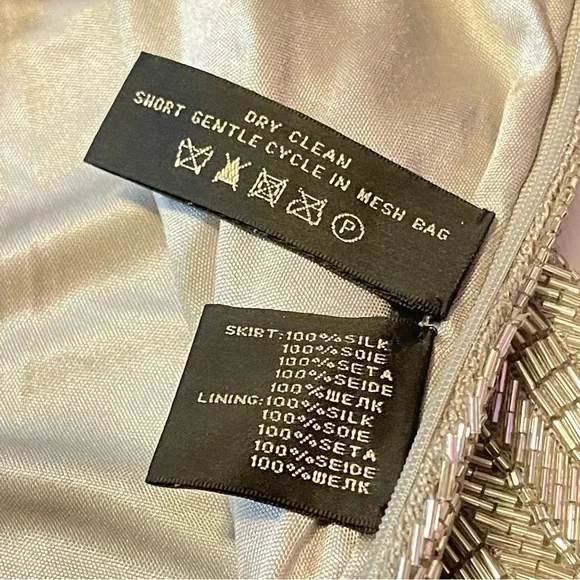 DRY CLEAN
SHORT GENTLE CYCLE IN MESH BAG
P
SKIRT:100%SILK
100%SOIE
100%SETA
100%SEIDE
100%ШЕЛК
LINING:100%SILK
100%SOIE
100%SETA
100%SEIDE
100%ШЕЛК